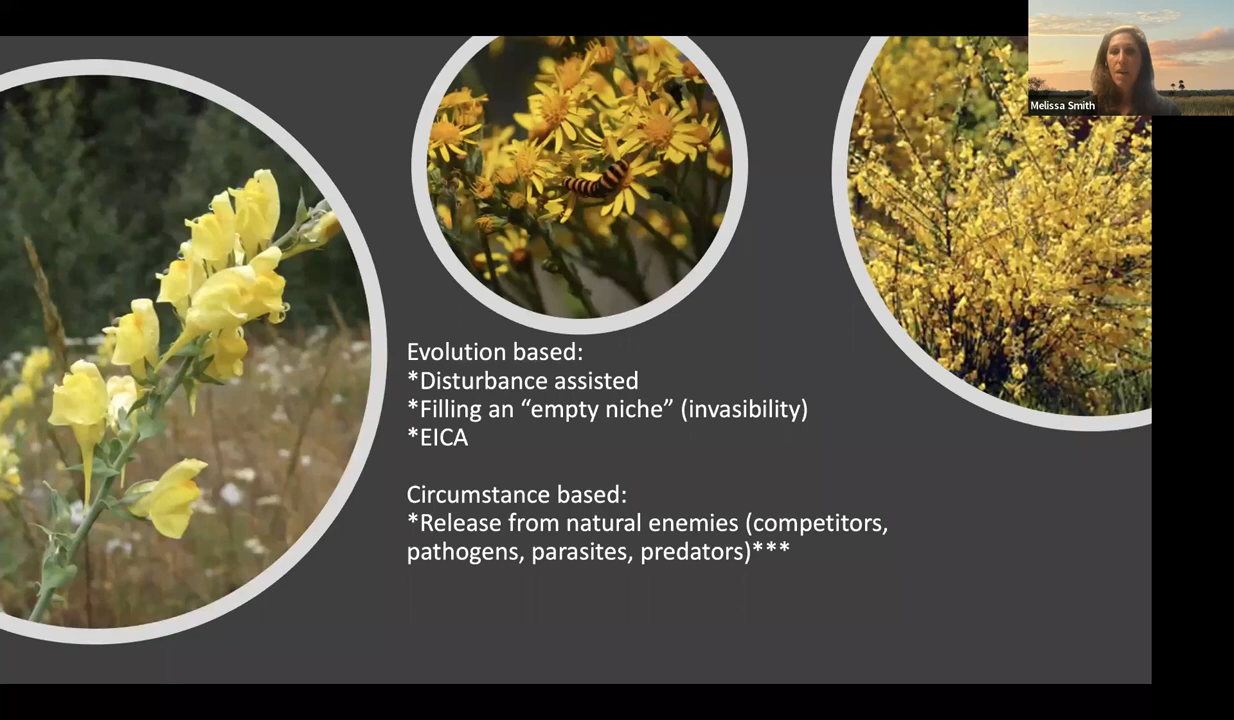 Melissa Smith
Evolution based:
*Disturbance assisted
*Filling an “empty niche” (invasibility)
*EICA
Circumstance based:
*Release from natural enemies (competitors,
pathogens, parasites, predators)***